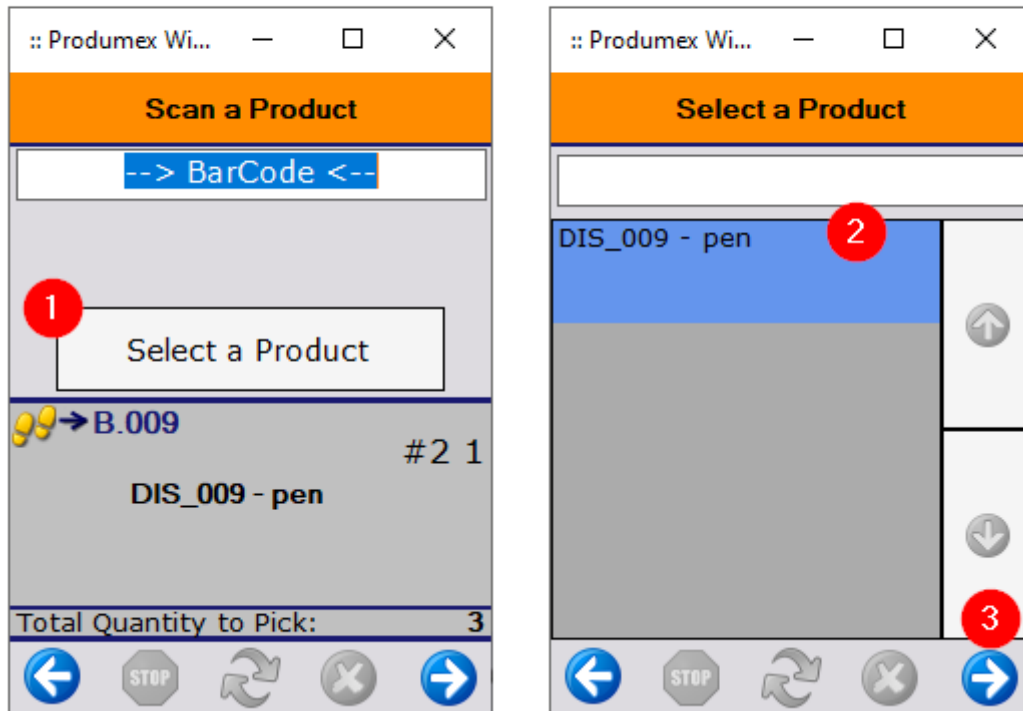 :: Produmex Wi...
Scan a Product
--> BarCode <--
1
Select a Product
B.009
#2 1
DIS_009 - pen
Total Quantity to Pick: 3
STOP
:: Produmex Wi...
Select a Product
DIS_009 - pen
2
3
STOP